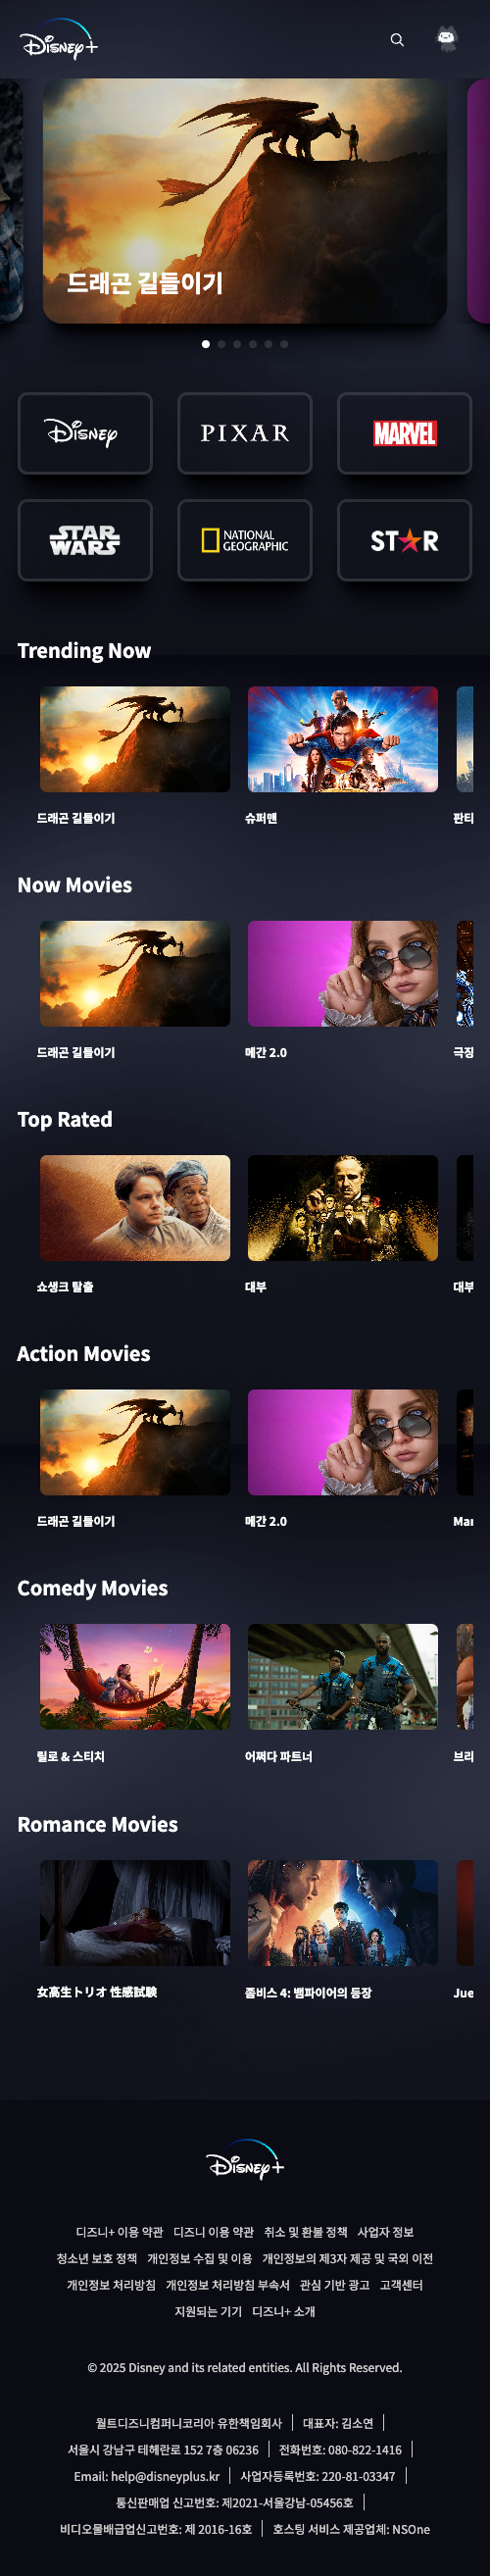 Disney+
드래곤 길들이기
Disney
PIXAR
MARVEL
STAR
WARS
NATIONAL
GEOGRAPHIC
STAR
Trending Now
드래곤 길들이기
슈퍼맨
판티
Now Movies
드래곤 길들이기
메간 2.0
극장
Top Rated
쇼생크 탈출
대부
대부
Action Movies
드래곤 길들이기
메간 2.0
Mar
Comedy Movies
릴로 & 스티치
어쩌다 파트너
브리
Romance Movies
女高生トリオ 性感試験
좀비스 4: 뱀파이어의 등장
Jue
Disney+
디즈니+ 이용 약관 디즈니 이용 약관 취소 및 환불 정책 사업자 정보
청소년 보호 정책 개인정보 수집 및 이용 개인정보의 제3자 제공 및 국외 이전
개인정보 처리방침 개인정보 처리방침 부속서 관심 기반 광고 고객센터
지원되는 기기 디즈니+ 소개
© 2025 Disney and its related entities. All Rights Reserved.
월트디즈니컴퍼니코리아 유한책임회사 대표자: 김소연
서울시 강남구 테헤란로 152 7층 06236 전화번호: 080-822-1416
Email: help@disneyplus.kr 사업자등록번호: 220-81-03347
통신판매업 신고번호: 제2021-서울강남-05456호
비디오물배급업신고번호: 제 2016-16호 호스팅 서비스 제공업체: NSOne